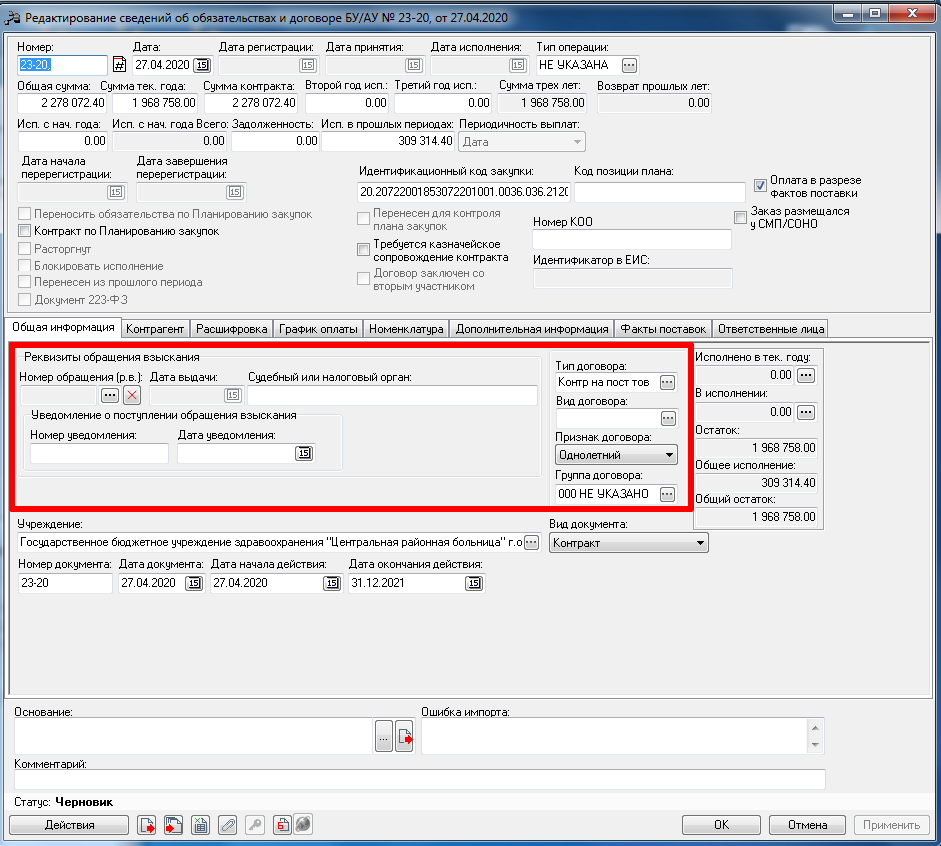 Редактирование сведений об обязательствах и договоре БУ/АУ № 23-20, от 27.04.2020
Номер: Дата: Дата регистрации: Дата принятия: Дата исполнения: Тип операции:
23-20. 27.04.2020 15 15 15 15 НЕ УКАЗАНА ...
Общая сумма: Сумма тек. года: Сумма контракта: Второй год исп.: Третий год исп.: Сумма трех лет: Возврат прошлых лет:
2 278 072.40 1 968 758.00 2 278 072.40 0.00 0.00 1 968 758.00 0.00
Исп. с нач. года: Исп. с нач. года Всего: Задолженность: Исп. в прошлых периодах: Периодичность выплат:
0.00 0.00 0.00 309 314.40 Дата
Дата начала перерегистрации: Дата завершения перерегистрации: Идентификационный код закупки: Код позиции плана:
15 15 20.20722001853072201001.0036.036.2120
Оплата в разрезе фактов поставки
Переносить обязательства по Планированию закупок
Контракт по Планированию закупок
Расторгнут
Блокировать исполнение
Перенесен из прошлого периода
Документ 223-ФЗ
Перенесен для контроля плана закупок
Требуется казначейское сопровождение контракта
Договор заключен со вторым участником
Номер КОО
Идентификатор в ЕИС:
Заказ размещался у СМП/СОНО
Общая информация Контрагент Расшифровка График оплаты Номенклатура Дополнительная информация Факты поставок Ответственные лица
Реквизиты обращения взыскания
Номер обращения (р.в.): Дата выдачи: Судебный или налоговый орган:
... 15
Уведомление о поступлении обращения взыскания
Номер уведомления: Дата уведомления:
15
Тип договора:
Контр на пост тов ...
Вид договора:
...
Признак договора:
Однолетний
Группа договора:
000 НЕ УКАЗАНО ...
Исполнено в тек. году:
0.00 ...
В исполнении:
0.00 ...
Остаток:
1 968 758.00
Общее исполнение:
309 314.40
Общий остаток:
1 968 758.00
Учреждение: Вид документа:
Государственное бюджетное учреждение здравоохранения "Центральная районная больница" г.о ... Контракт
Номер документа: Дата документа: Дата начала действия: Дата окончания действия:
23-20 27.04.2020 15 27.04.2020 15 31.12.2021 15
Основание: Ошибка импорта:
...
Комментарий:
Статус: Черновик
Действия OK Отмена Применить